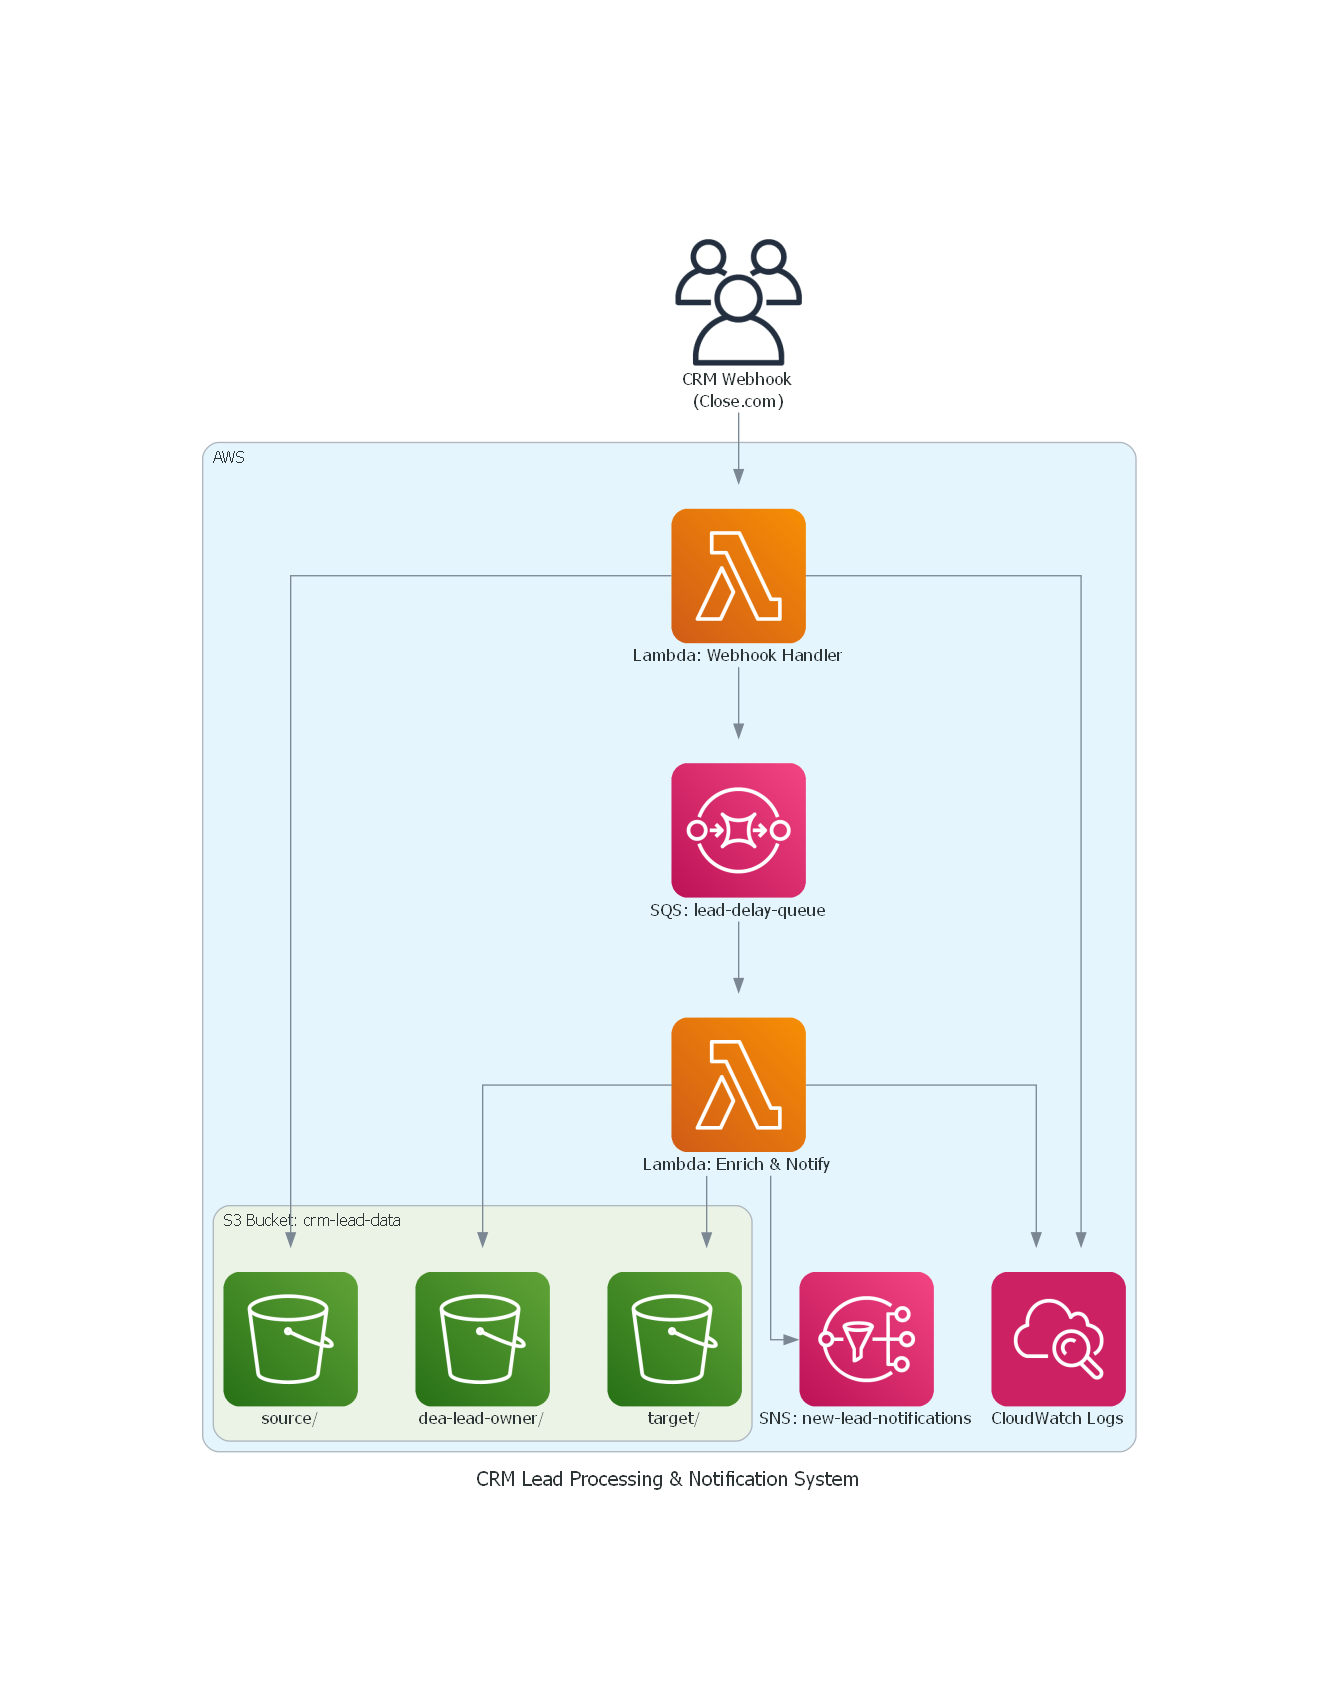 CRM Webhook
(Close.com)
AWS
Lambda: Webhook Handler
SQS: lead-delay-queue
Lambda: Enrich & Notify
S3 Bucket: crm-lead-data
source/
dea-lead-owner/
target/
SNS: new-lead-notifications
CloudWatch Logs
CRM Lead Processing & Notification System